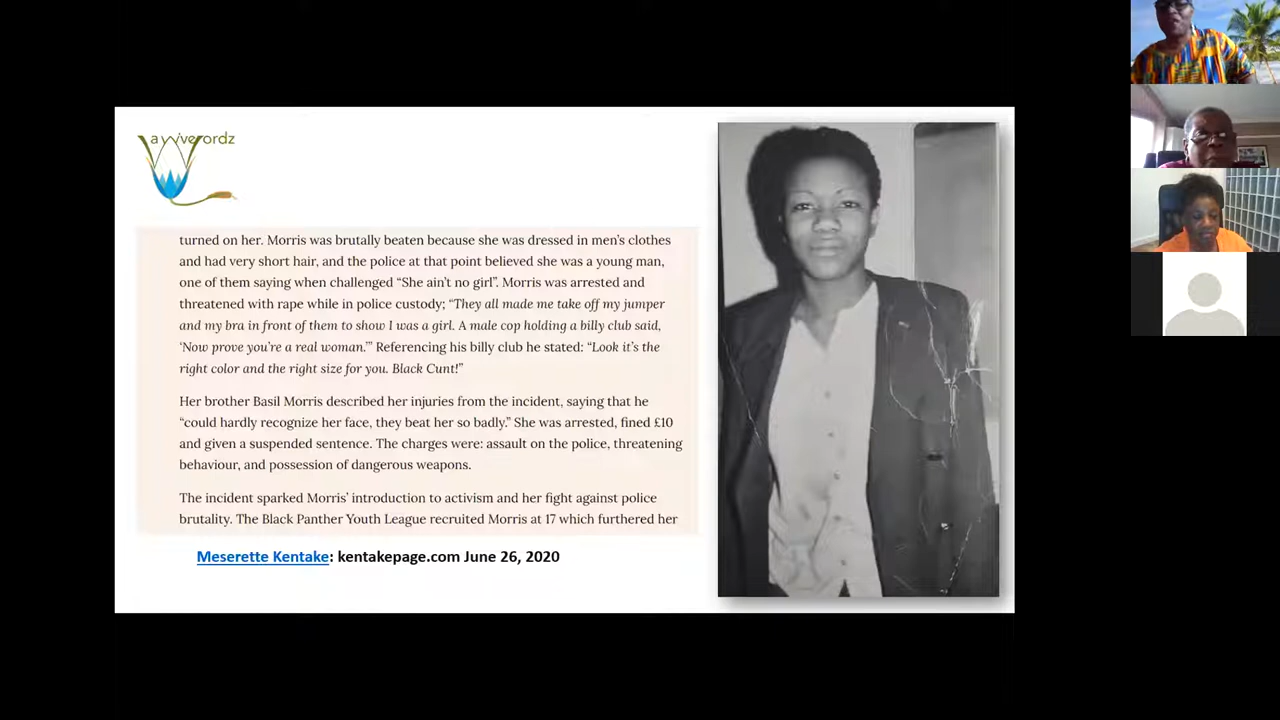 aWiveWordz
turned on her. Morris was brutally beaten because she was dressed in men’s clothes
and had very short hair, and the police at that point believed she was a young man,
one of them saying when challenged “She ain’t no girl”. Morris was arrested and
threatened with rape while in police custody; “They all made me take off my jumper
and my bra in front of them to show I was a girl. A male cop holding a billy club said,
‘Now prove you’re a real woman.’” Referencing his billy club he stated: “Look it’s the
right color and the right size for you. Black Cunt!”
Her brother Basil Morris described her injuries from the incident, saying that he
“could hardly recognize her face, they beat her so badly.” She was arrested, fined £10
and given a suspended sentence. The charges were: assault on the police, threatening
behaviour, and possession of dangerous weapons.
The incident sparked Morris’ introduction to activism and her fight against police
brutality. The Black Panther Youth League recruited Morris at 17 which furthered her
Meserette Kentake: kentakepage.com June 26, 2020